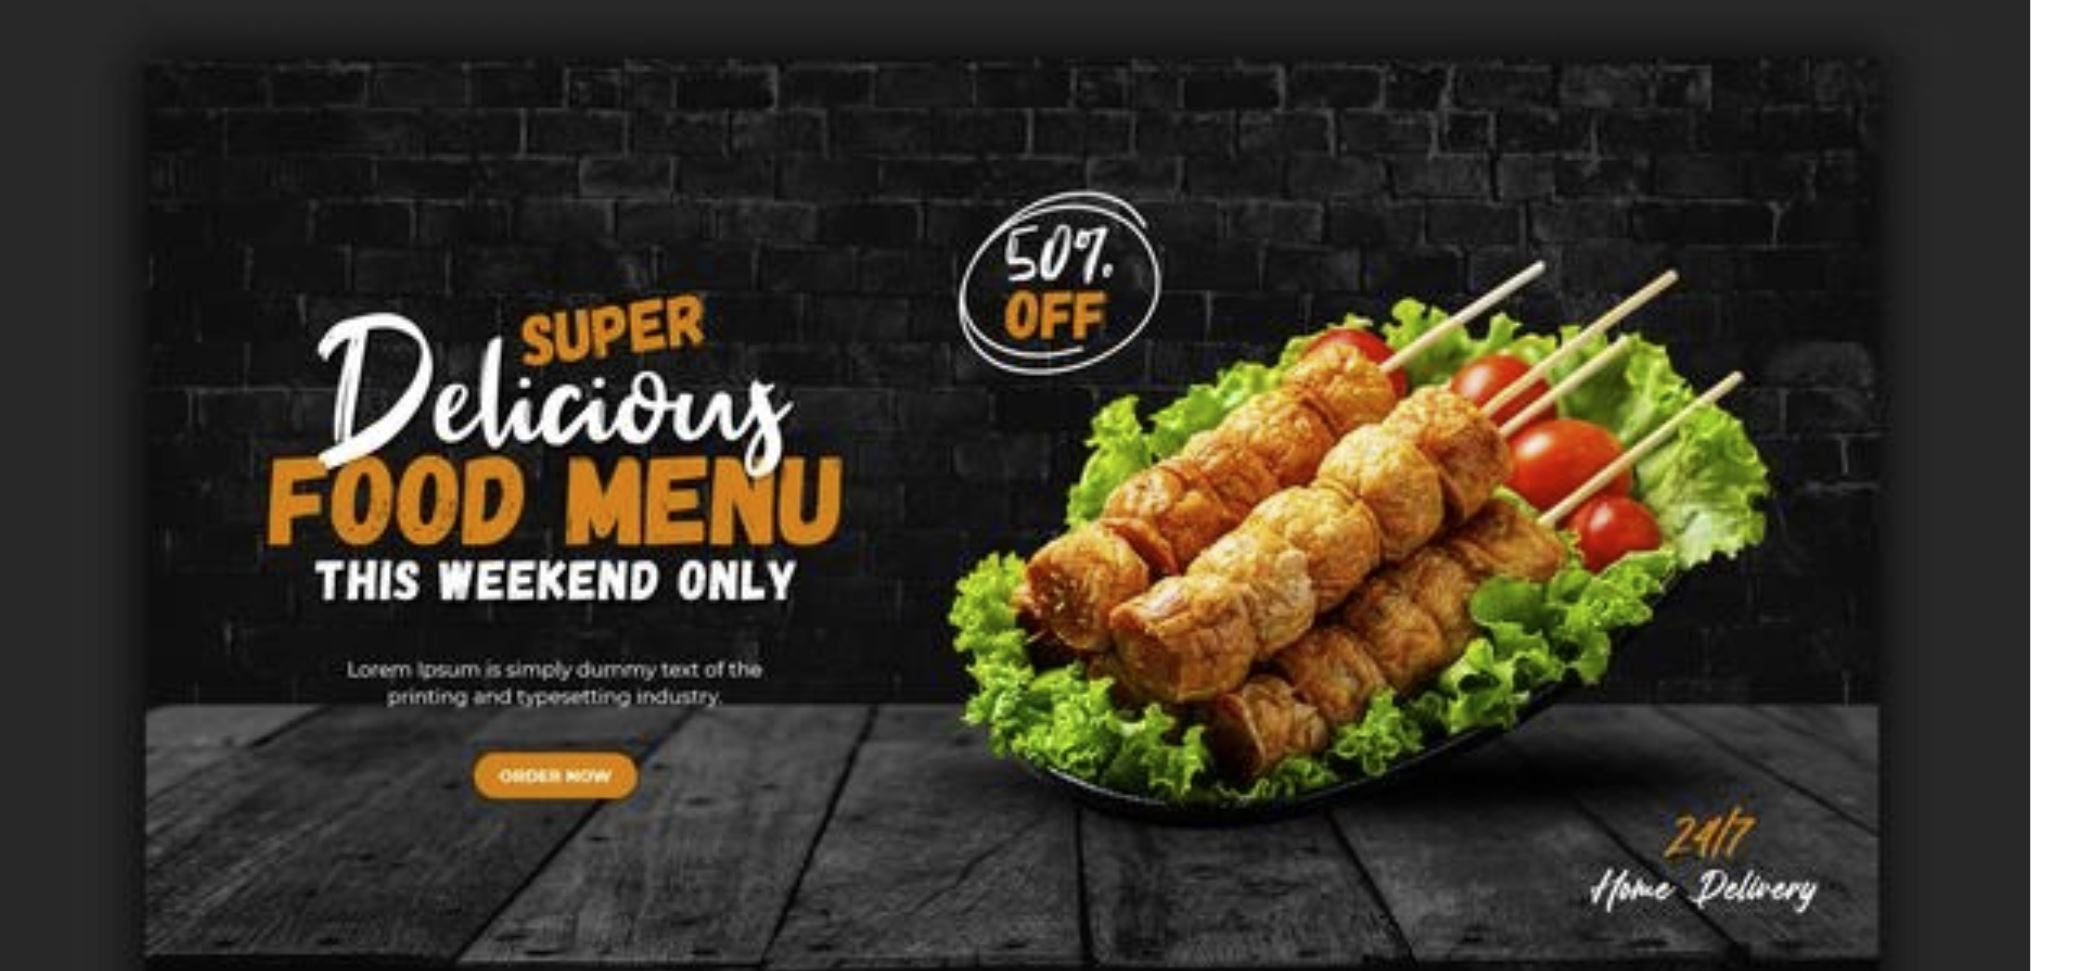 SUPER
Delicious
FOOD MENU
THIS WEEKEND ONLY
Lorem Ipsum is simply dummy text of the
printing and typesetting industry.
ORDER NOW
50%
OFF
24/7
Home Delivery